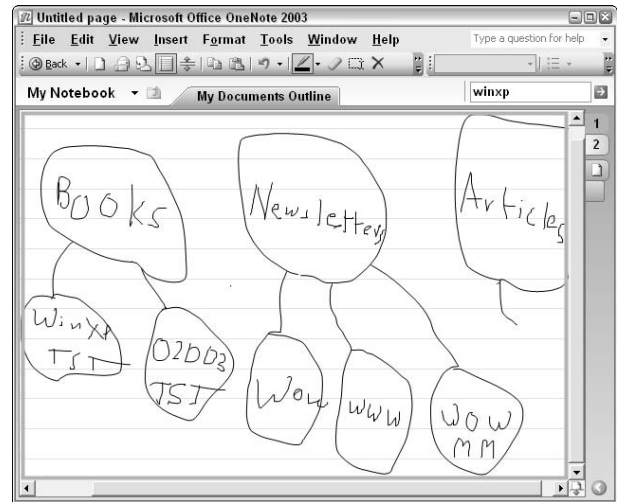 Untitled page - Microsoft Office OneNote 2003
File Edit View Insert Format Tools Window Help Type a question for help
Back
My Notebook My Documents Outline winxp
1
2
Books Newsletters Articles
WinXP
TST
O2003
TST
Wow
WWW
WOW
MM